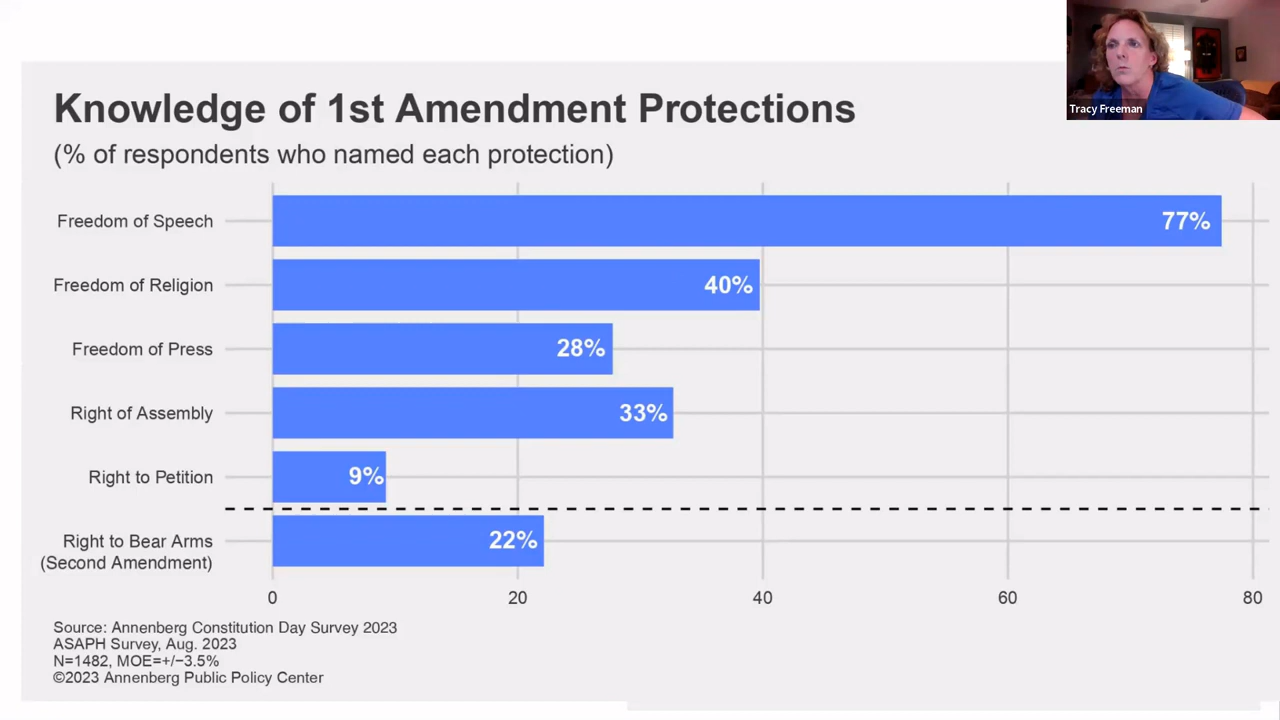 Tracy Freeman
Knowledge of 1st Amendment Protections
(% of respondents who named each protection)
Freedom of Speech
77%
Freedom of Religion
40%
Freedom of Press
28%
Right of Assembly
33%
Right to Petition
9%
Right to Bear Arms
(Second Amendment)
22%
0 20 40 60 80
Source: Annenberg Constitution Day Survey 2023
ASAPH Survey, Aug. 2023
N=1482, MOE=+/−3.5%
©2023 Annenberg Public Policy Center